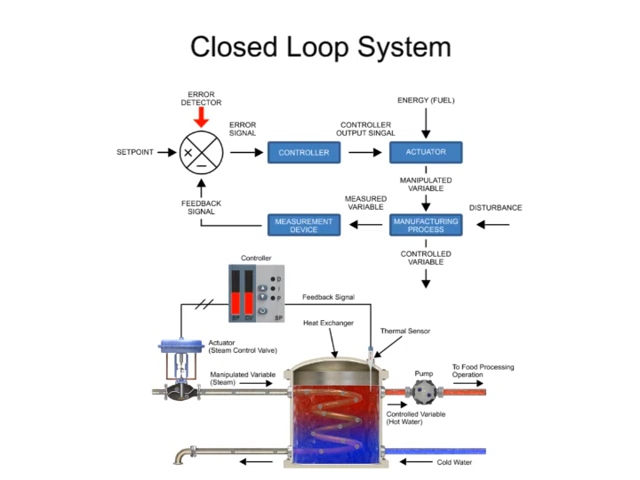 Closed Loop System
ERROR
DETECTOR
ENERGY (FUEL)
ERROR
SIGNAL
CONTROLLER
OUTPUT SINGAL
SETPOINT
×
–
CONTROLLER
ACTUATOR
MANIPULATED
VARIABLE
FEEDBACK
SIGNAL
MEASURED
VARIABLE
DISTURBANCE
MEASUREMENT
DEVICE
MANUFACTURING
PROCESS
CONTROLLED
VARIABLE
Controller
D
I
P
SP
Feedback Signal
Heat Exchanger
Thermal Sensor
Actuator
(Steam Control Valve)
Manipulated Variable
(Steam)
Pump
To Food Processing
Operation
Controlled Variable
(Hot Water)
Cold Water